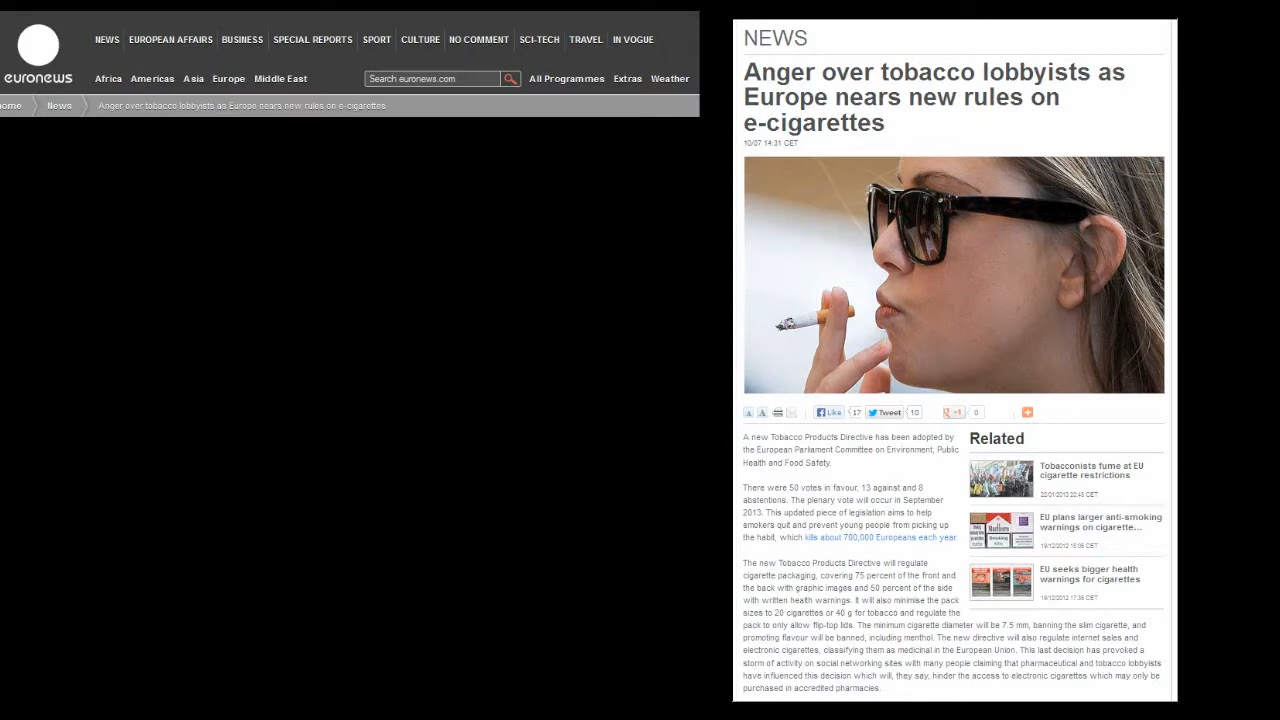 NEWS EUROPEAN AFFAIRS BUSINESS SPECIAL REPORTS SPORT CULTURE NO COMMENT SCI-TECH TRAVEL IN VOGUE
euronews
Africa Americas Asia Europe Middle East Search euronews.com All Programmes Extras Weather
ome News Anger over tobacco lobbyists as Europe nears new rules on e-cigarettes
NEWS
Anger over tobacco lobbyists as
Europe nears new rules on
e-cigarettes
10/07 14:31 CET
A A Like 17 Tweet 10 +1 0
A new Tobacco Products Directive has been adopted by
the European Parliament Committee on Environment, Public
Health and Food Safety.
There were 50 votes in favour, 13 against and 8
abstentions. The plenary vote will occur in September
2013. This updated piece of legislation aims to help
smokers quit and prevent young people from picking up
the habit, which kills about 700,000 Europeans each year.
The new Tobacco Products Directive will regulate
cigarette packaging, covering 75 percent of the front and
the back with graphic images and 50 percent of the side
with written health warnings. It will also minimise the pack
sizes to 20 cigarettes or 40 g for tobacco and regulate the
pack to only allow flip-top lids. The minimum cigarette diameter will be 7.5 mm, banning the slim cigarette, and
promoting flavour will be banned, including menthol. The new directive will also regulate internet sales and
electronic cigarettes, classifying them as medicinal in the European Union. This last decision has provoked a
storm of activity on social networking sites with many people claiming that pharmaceutical and tobacco lobbyists
have influenced this decision which will, they say, hinder the access to electronic cigarettes which may only be
purchased in accredited pharmacies.
Related
Tobacconists fume at EU
cigarette restrictions
22/01/2013 20:45 CET
Marlboro
EU plans larger anti-smoking
warnings on cigarette...
19/12/2012 15:05 CET
EU seeks bigger health
warnings for cigarettes
19/12/2012 17:38 CET